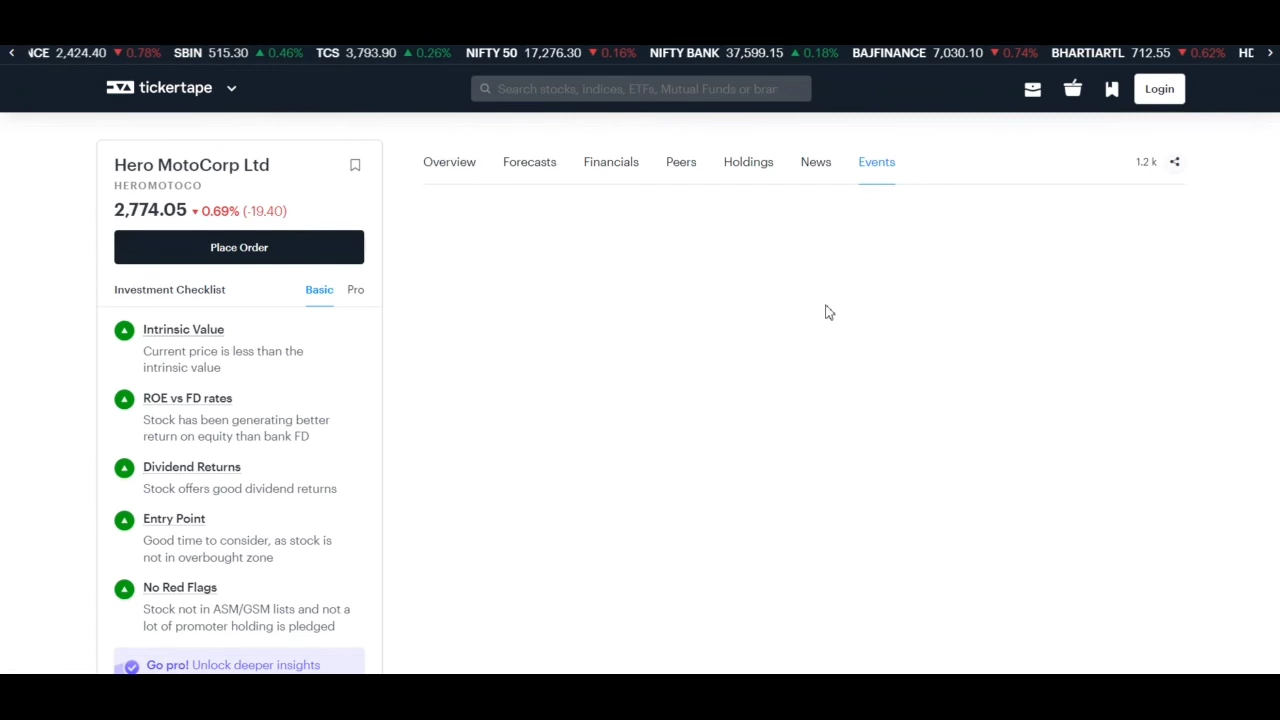 NCE 2,424.40 ▼ 0.78% SBIN 515.30 ▲ 0.46% TCS 3,793.90 ▲ 0.26% NIFTY 50 17,276.30 ▼ 0.16% NIFTY BANK 37,599.15 ▲ 0.18% BAJFINANCE 7,030.10 ▼ 0.74% BHARTIARTL 712.55 ▼ 0.62% HD
tickertape
Search stocks, indices, ETFs, Mutual Funds or bran
Login
Hero MotoCorp Ltd
HEROMOTOCO
2,774.05 ▼ 0.69% (-19.40)
Place Order
Investment Checklist Basic Pro
Intrinsic Value
Current price is less than the
intrinsic value
ROE vs FD rates
Stock has been generating better
return on equity than bank FD
Dividend Returns
Stock offers good dividend returns
Entry Point
Good time to consider, as stock is
not in overbought zone
No Red Flags
Stock not in ASM/GSM lists and not a
lot of promoter holding is pledged
Go pro! Unlock deeper insights
Overview Forecasts Financials Peers Holdings News Events
1.2 k